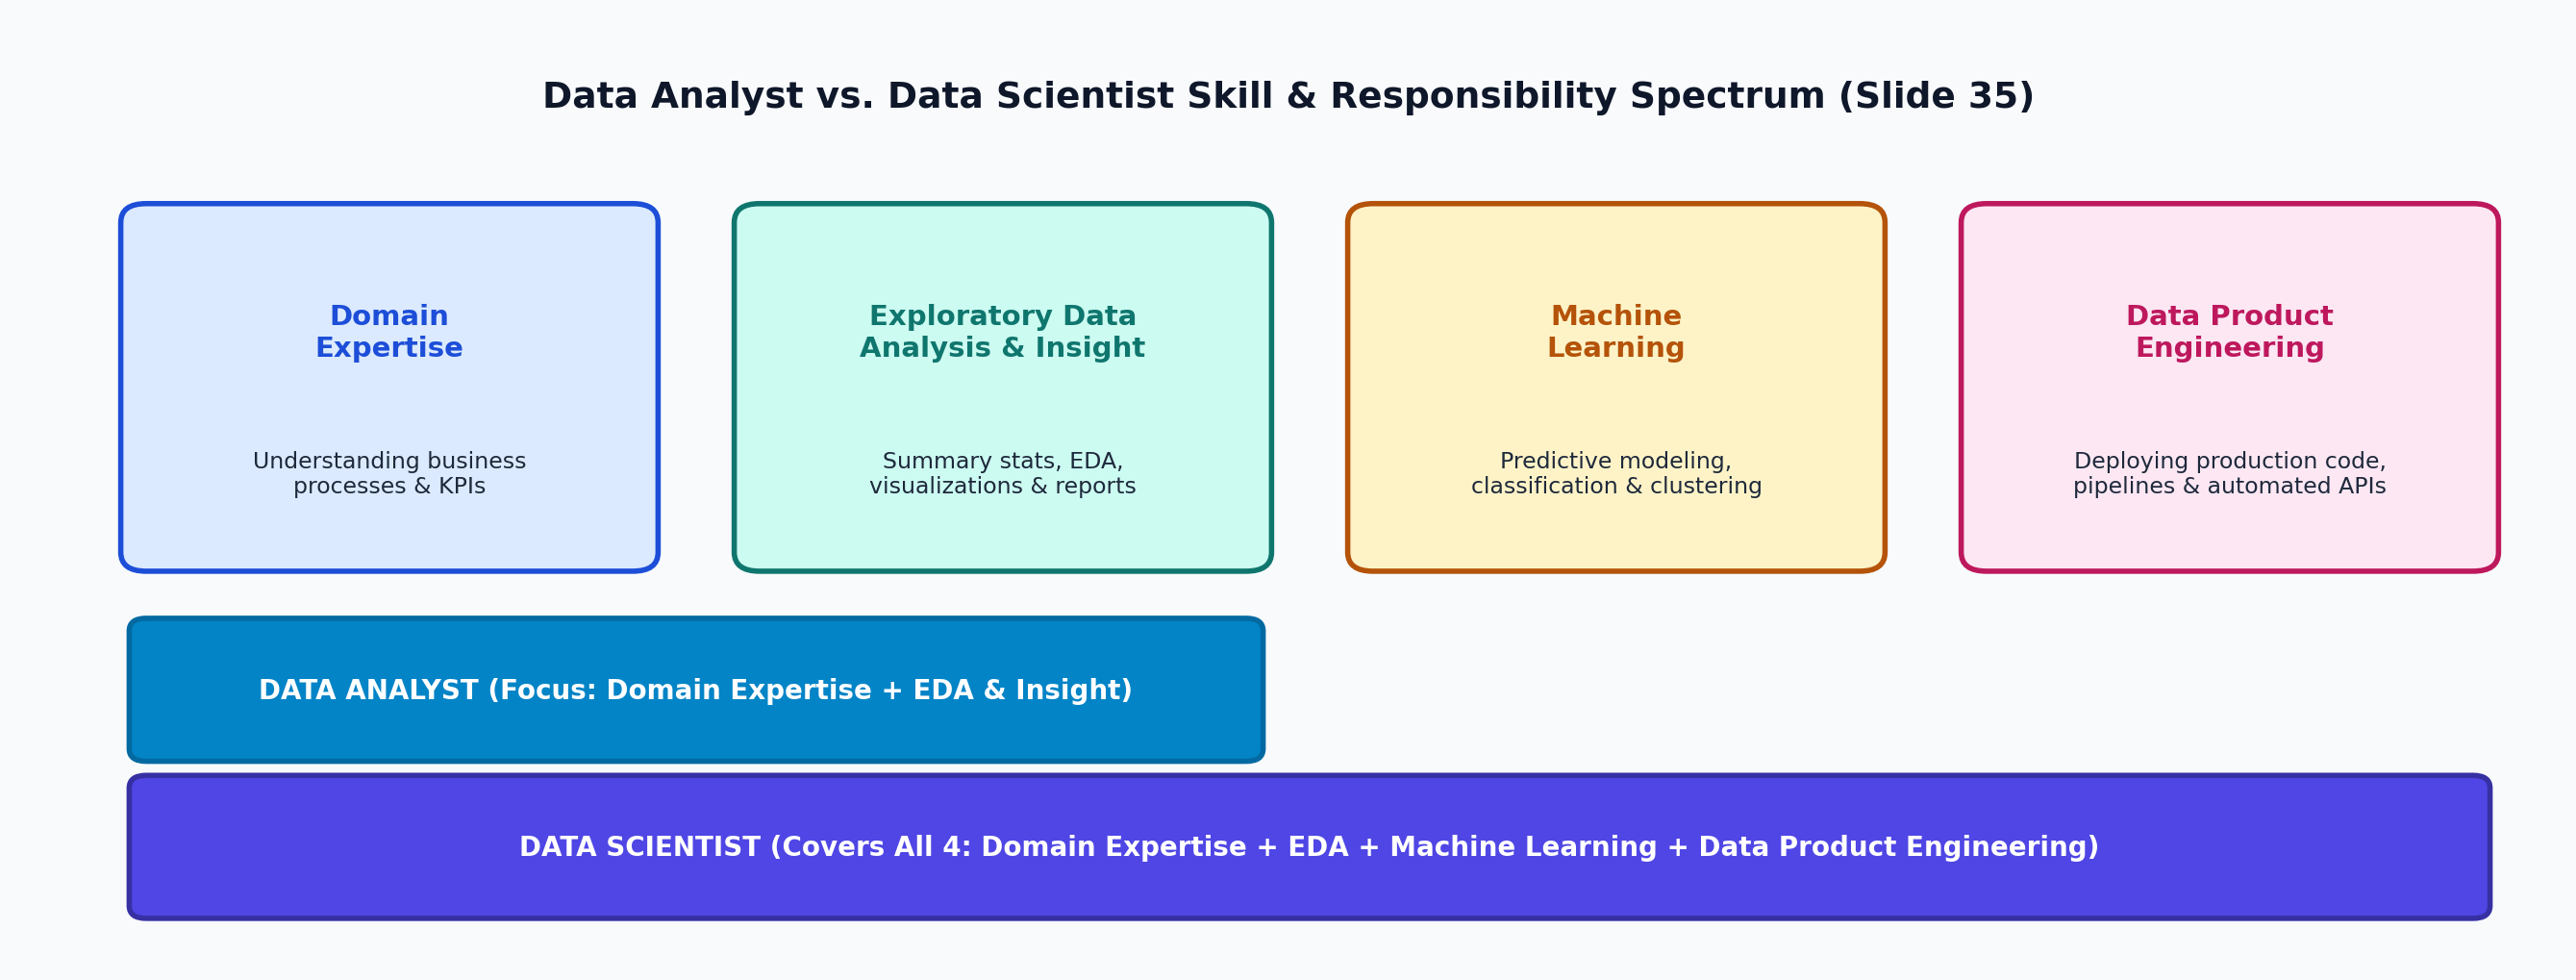 Data Analyst vs. Data Scientist Skill & Responsibility Spectrum (Slide 35)
Domain
Expertise
Understanding business
processes & KPIs
Exploratory Data
Analysis & Insight
Summary stats, EDA,
visualizations & reports
Machine
Learning
Predictive modeling,
classification & clustering
Data Product
Engineering
Deploying production code,
pipelines & automated APIs
DATA ANALYST (Focus: Domain Expertise + EDA & Insight)
DATA SCIENTIST (Covers All 4: Domain Expertise + EDA + Machine Learning + Data Product Engineering)